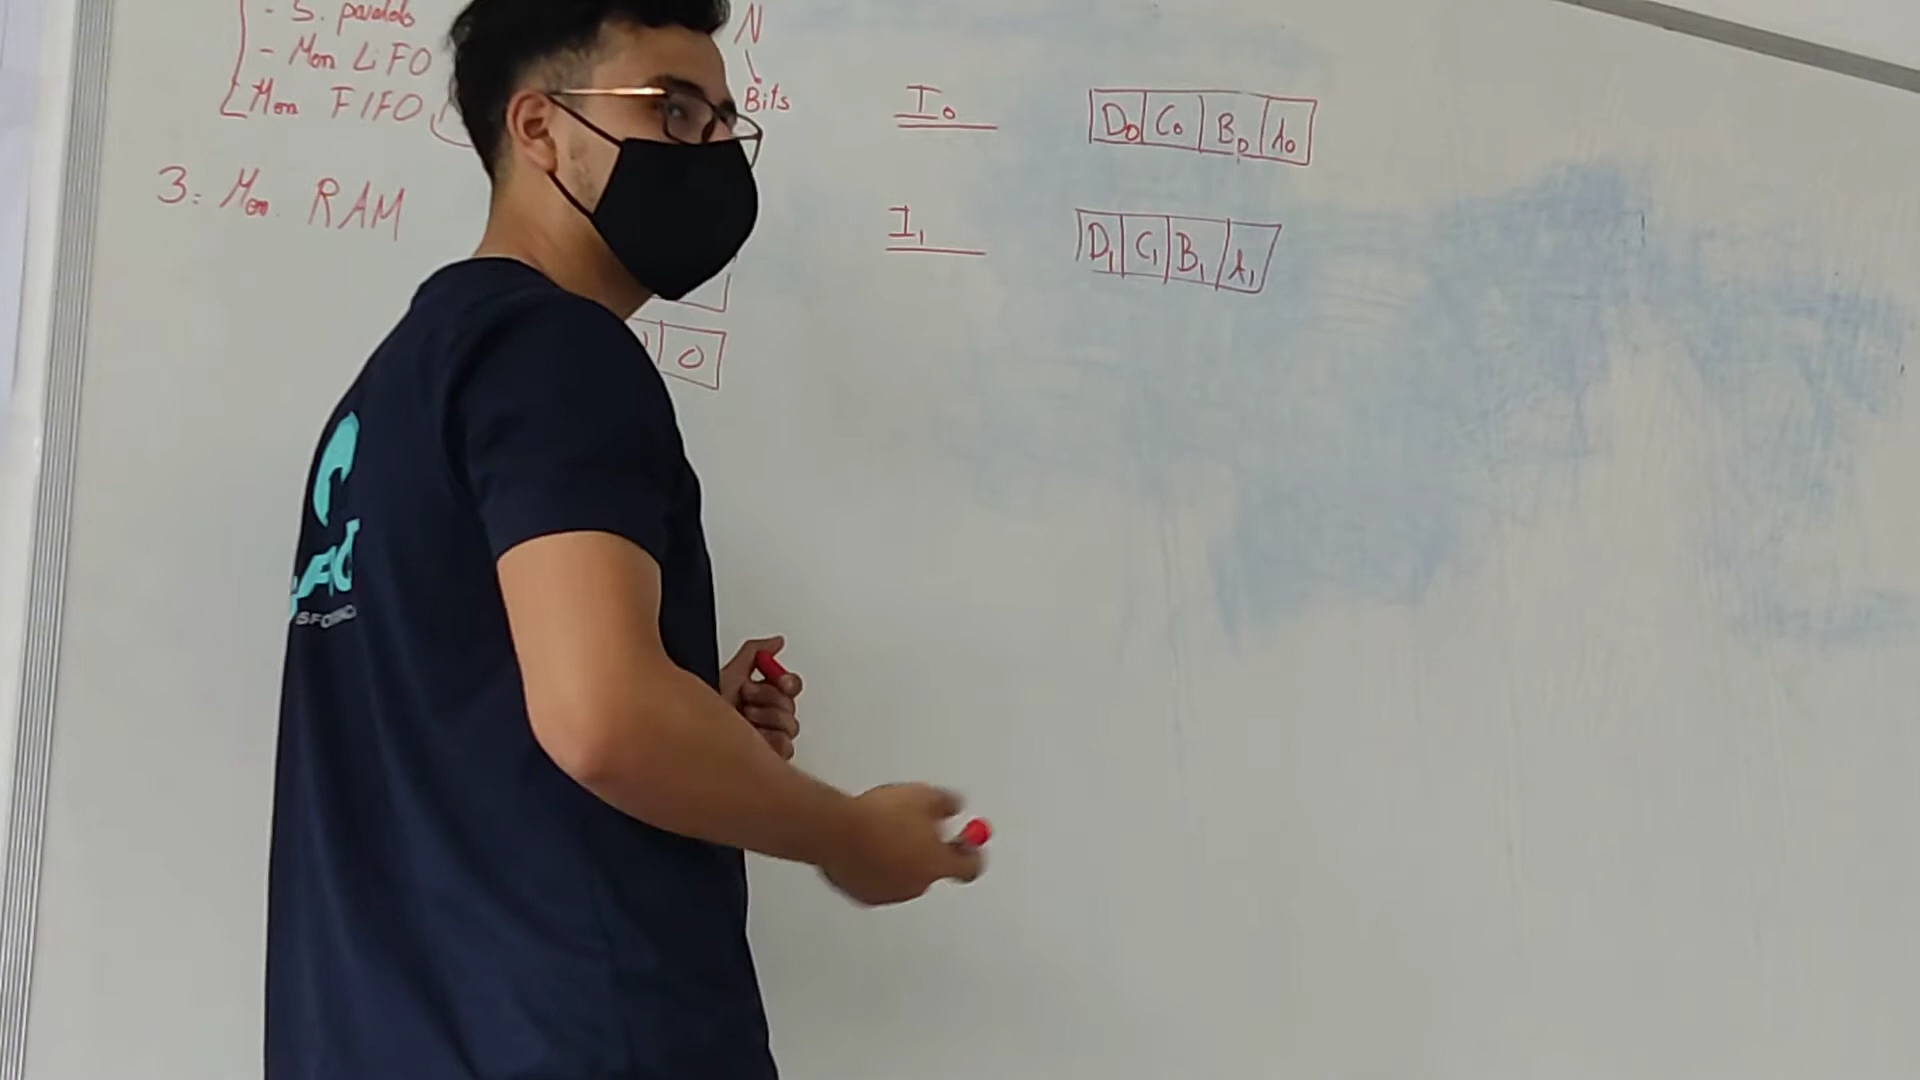 - S. parallèle
- Mem LiFO
Mem FIFO
3: Mem. RAM
N
Bits
I₀
D₀ C₀ B₀ A₀
I₁
D₁ C₁ B₁ A₁
0